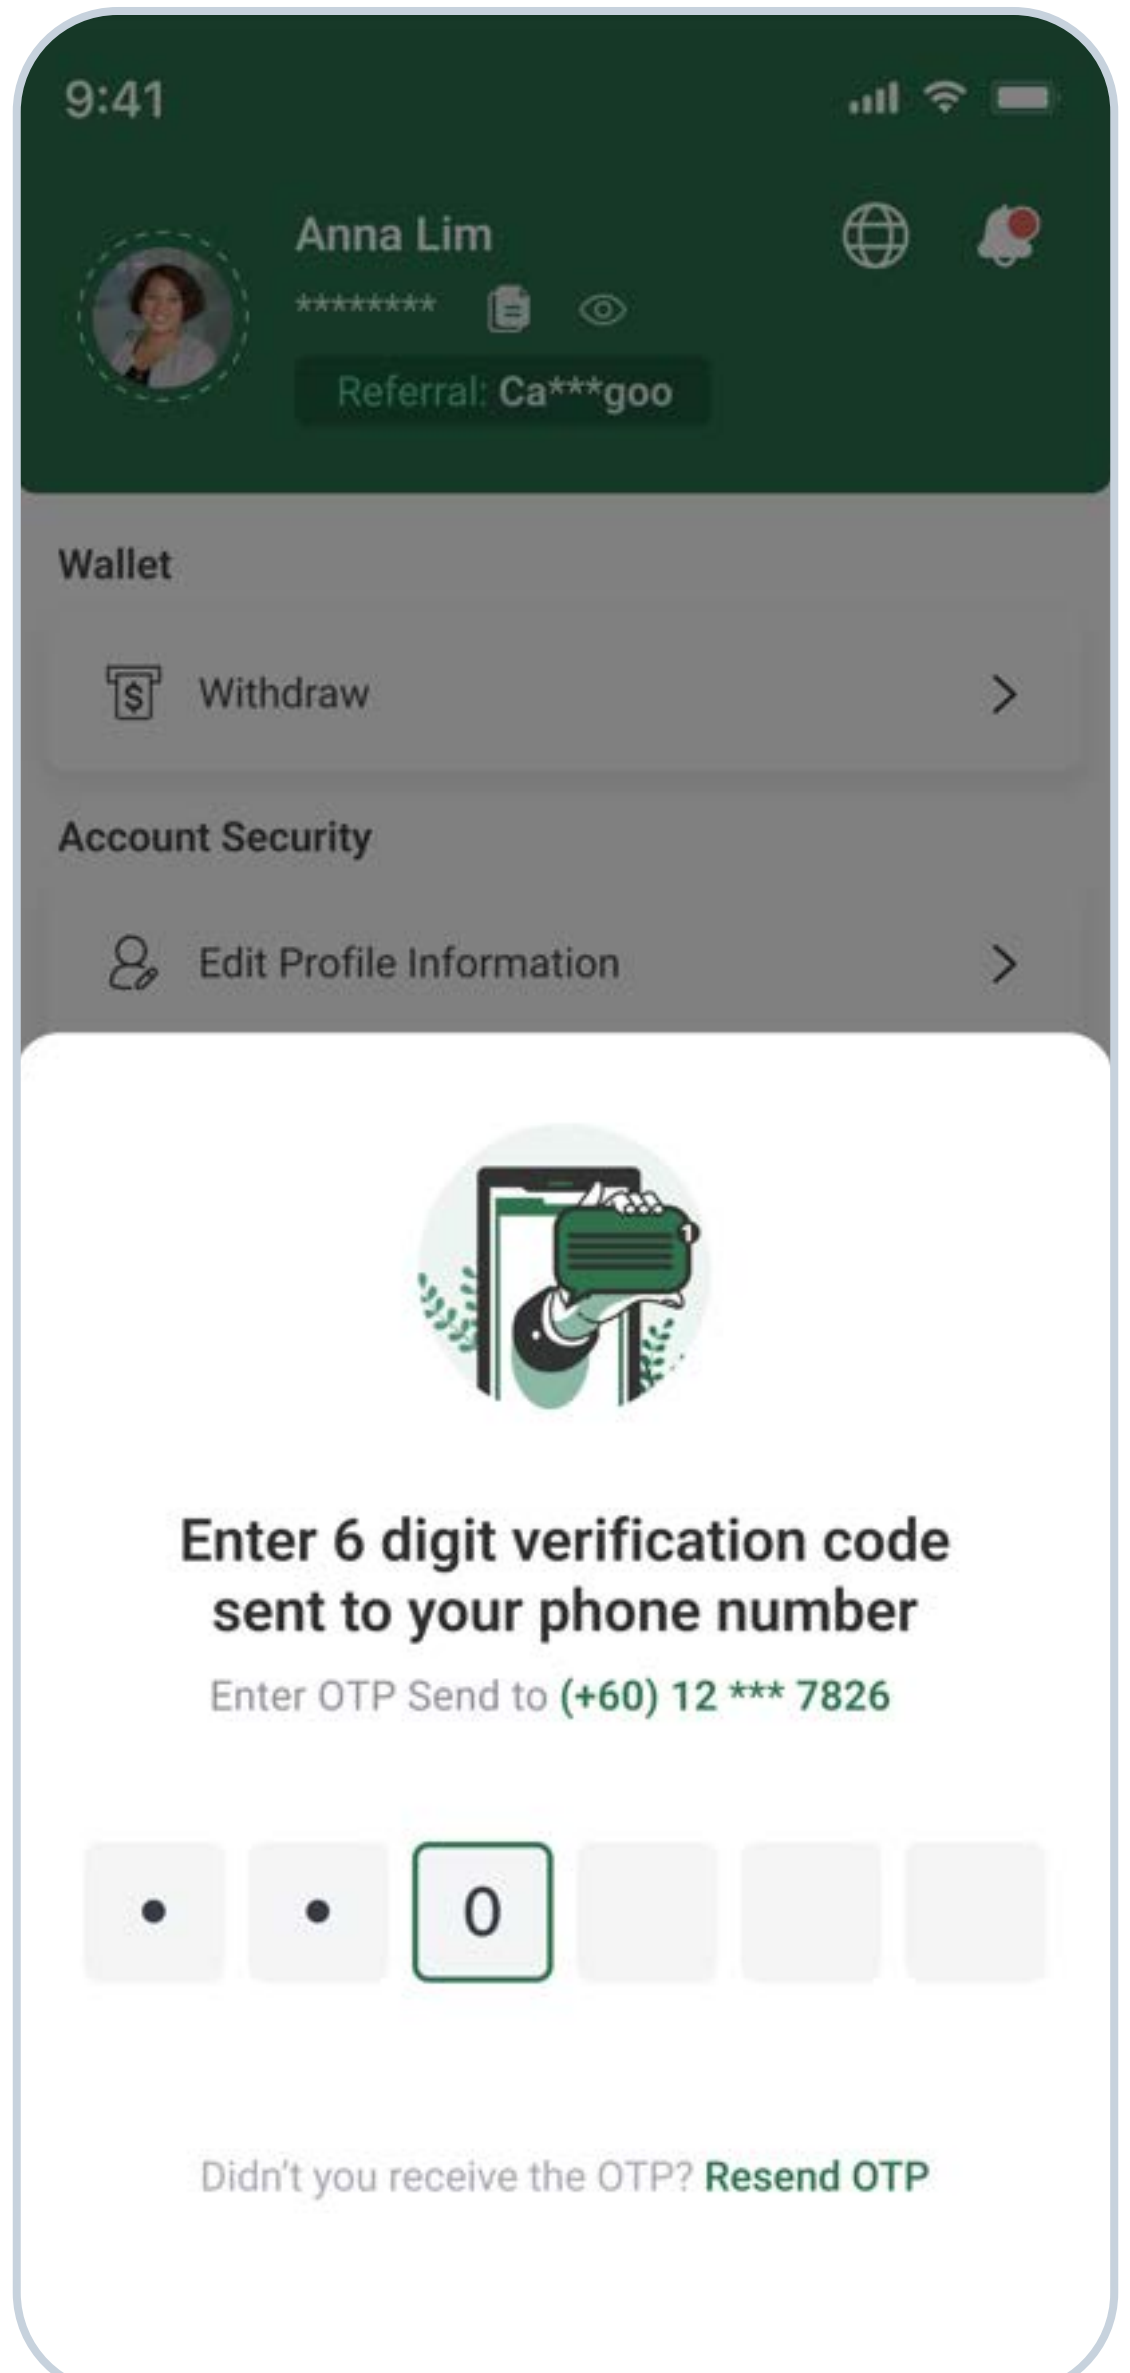 9:41
Anna Lim
********
Referral: Ca***goo
Wallet
$ Withdraw
Account Security
Edit Profile Information
1
Enter 6 digit verification code
sent to your phone number
Enter OTP Send to (+60) 12 *** 7826
0
Didn't you receive the OTP? Resend OTP